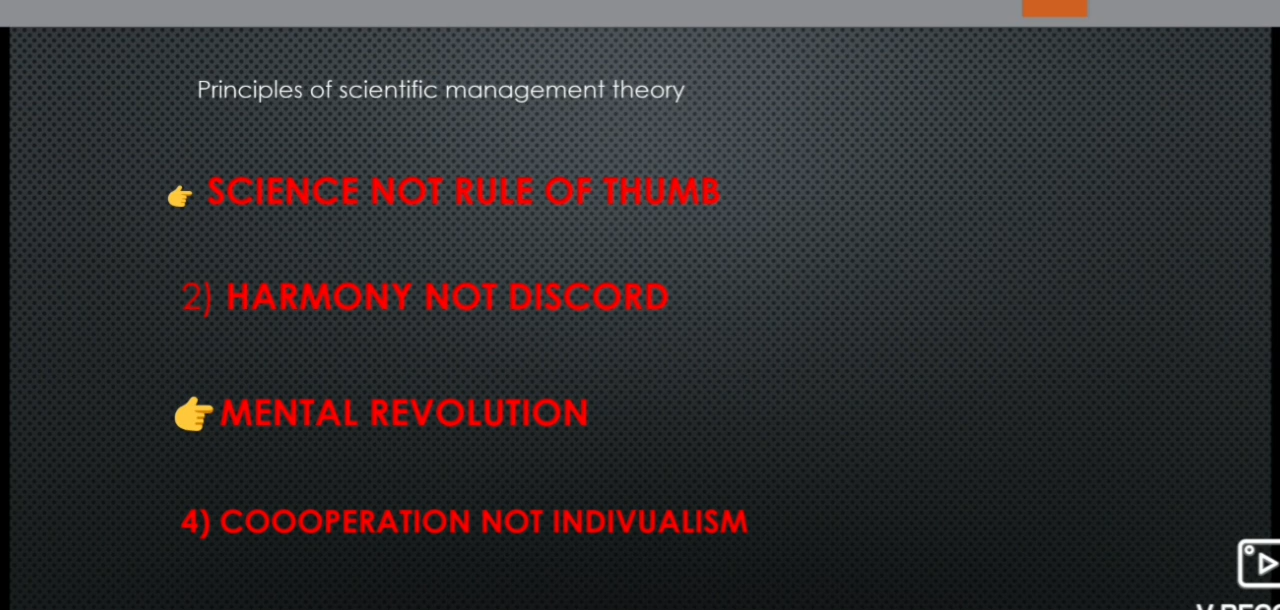 Principles of scientific management theory
👉 SCIENCE NOT RULE OF THUMB
2) HARMONY NOT DISCORD
👉MENTAL REVOLUTION
4) COOOPERATION NOT INDIVUALISM